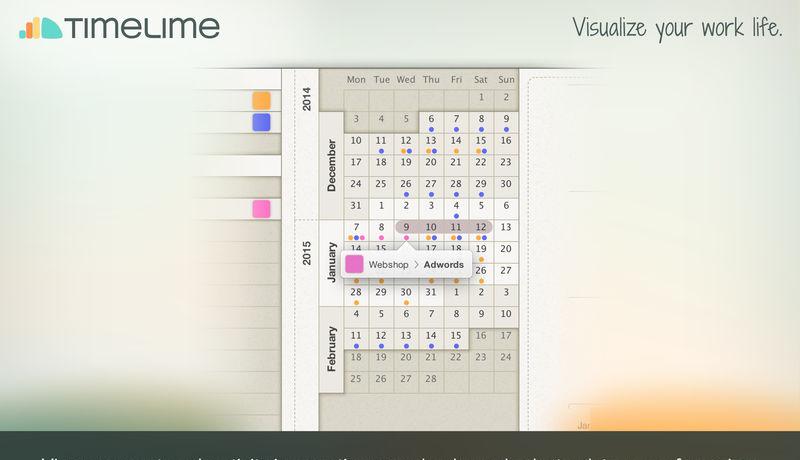 TIMELIME
Visualize your work life.
2014
2015
December
January
February
Mon Tue Wed Thu Fri Sat Sun
1 2
3 4 5 6 7 8 9
10 11 12 13 14 15 16
17 18 19 20 21 22 23
24 25 26 27 28 29 30
31 1 2 3 4 5 6
7 8 9 10 11 12 13
14 15 17 18 19 20
Webshop > Adwords
26 27
28 29 30 31 1 2 3
4 5 6 7 8 9 10
11 12 13 14 15 16 17
18 19 20 21 22 23 24
25 26 27 28
Jan